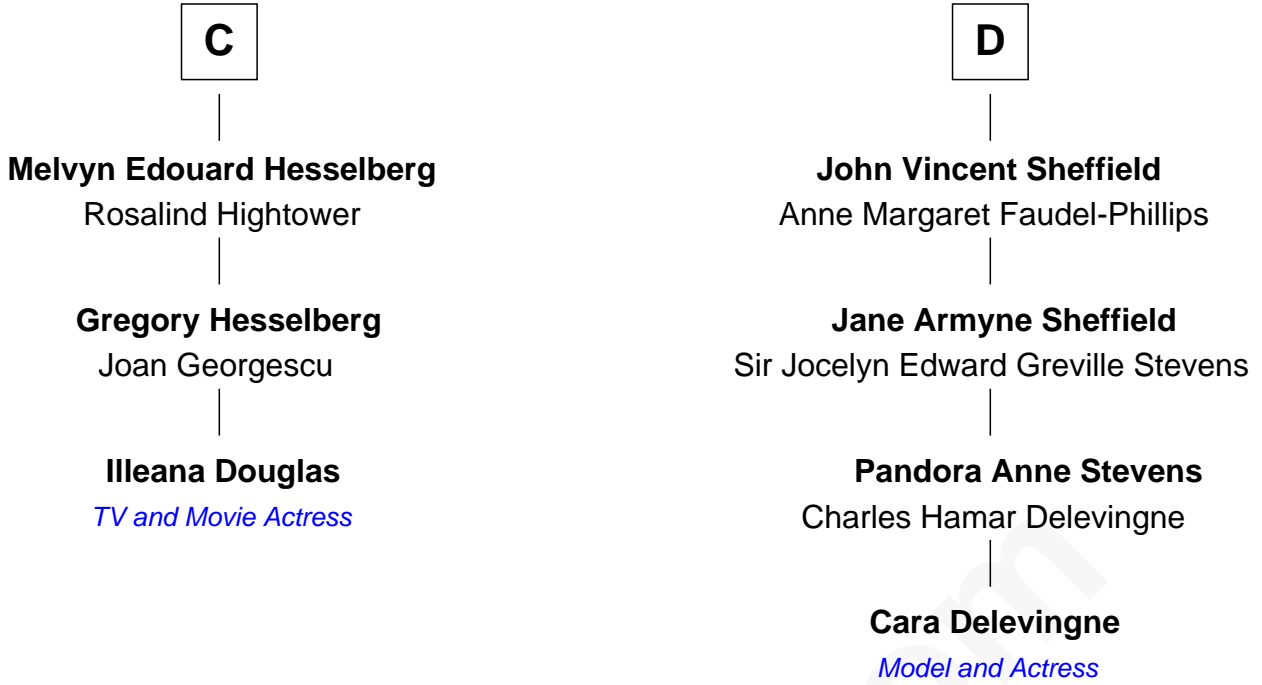 C
Melvyn Edouard Hesselberg
Rosalind Hightower
Gregory Hesselberg
Joan Georgescu
Illeana Douglas
TV and Movie Actress
D
John Vincent Sheffield
Anne Margaret Faudel-Phillips
Jane Armyne Sheffield
Sir Jocelyn Edward Greville Stevens
Pandora Anne Stevens
Charles Hamar Delevingne
Cara Delevingne
Model and Actress